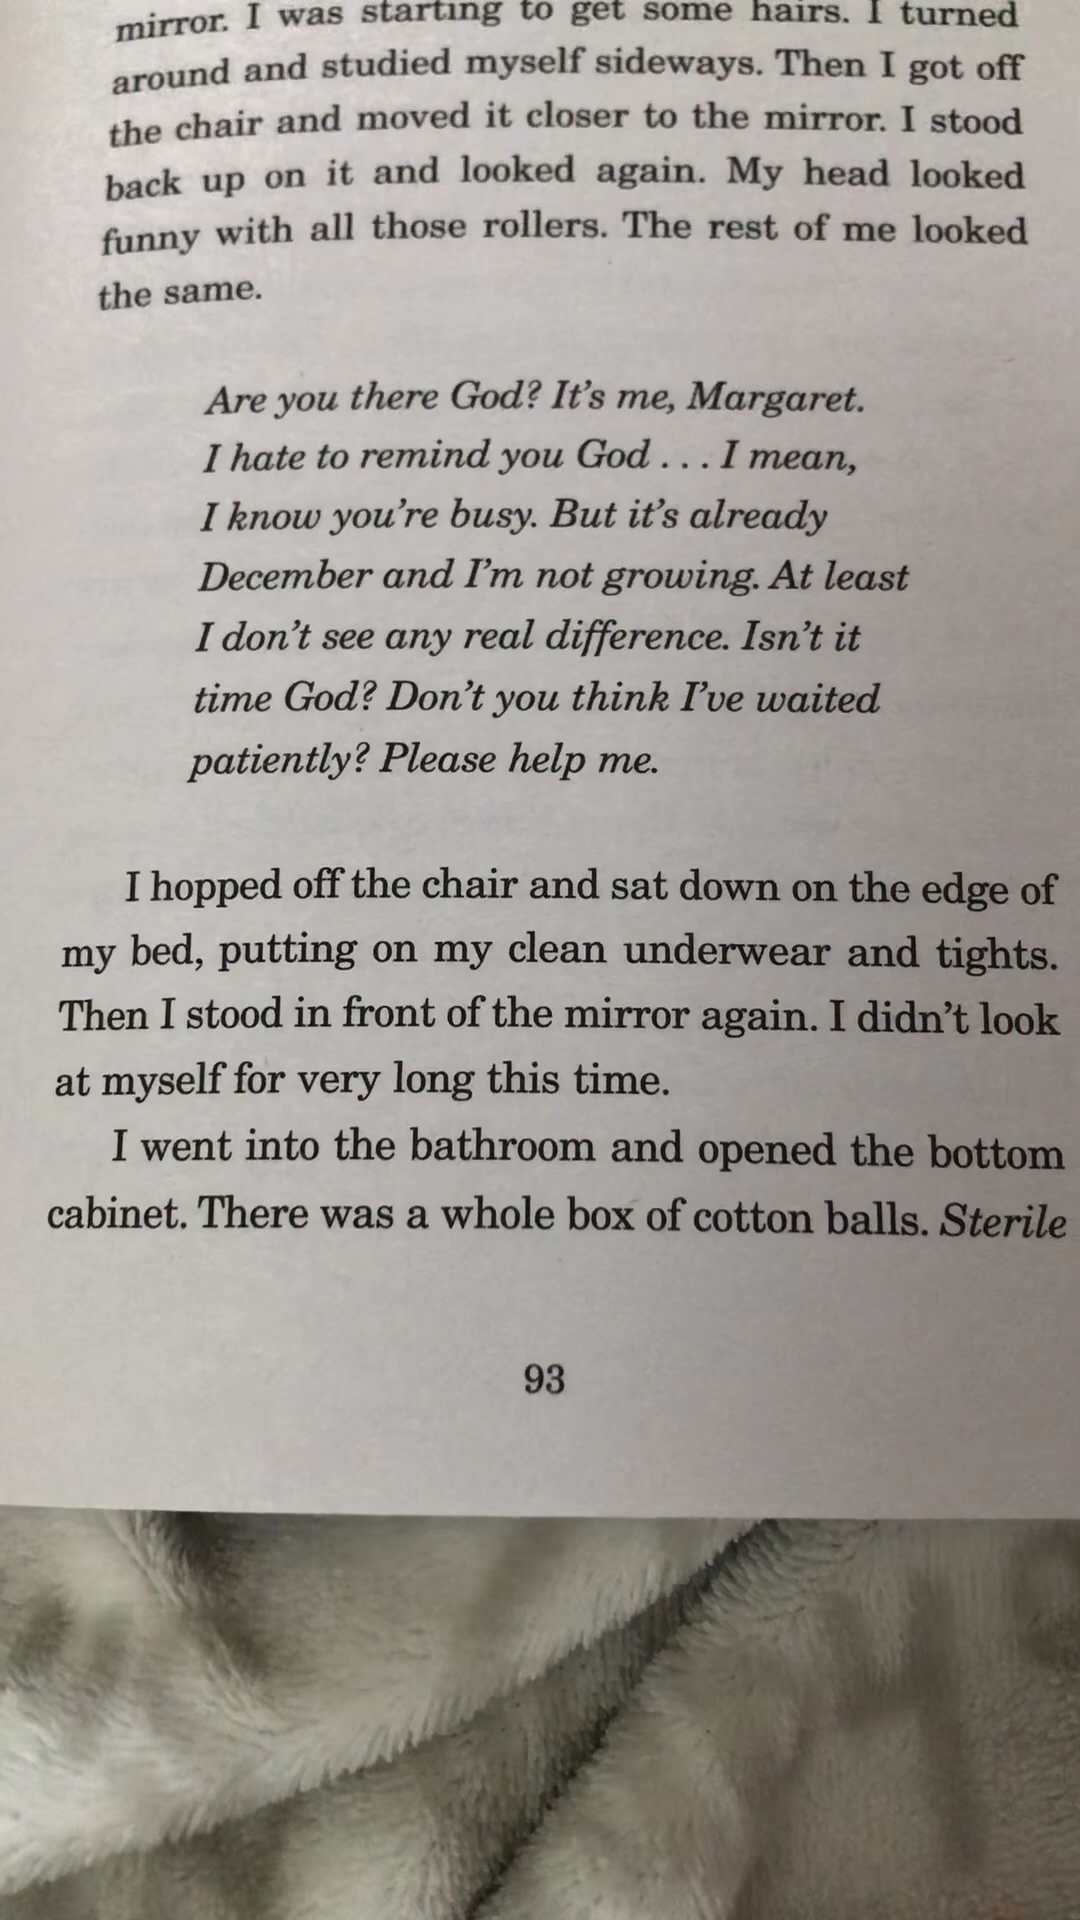 mirror. I was starting to get some hairs. I turned
around and studied myself sideways. Then I got off
the chair and moved it closer to the mirror. I stood
back up on it and looked again. My head looked
funny with all those rollers. The rest of me looked
the same.
Are you there God? It's me, Margaret.
I hate to remind you God . . . I mean,
I know you're busy. But it's already
December and I'm not growing. At least
I don't see any real difference. Isn't it
time God? Don't you think I've waited
patiently? Please help me.
I hopped off the chair and sat down on the edge of
my bed, putting on my clean underwear and tights.
Then I stood in front of the mirror again. I didn't look
at myself for very long this time.
I went into the bathroom and opened the bottom
cabinet. There was a whole box of cotton balls. Sterile
93